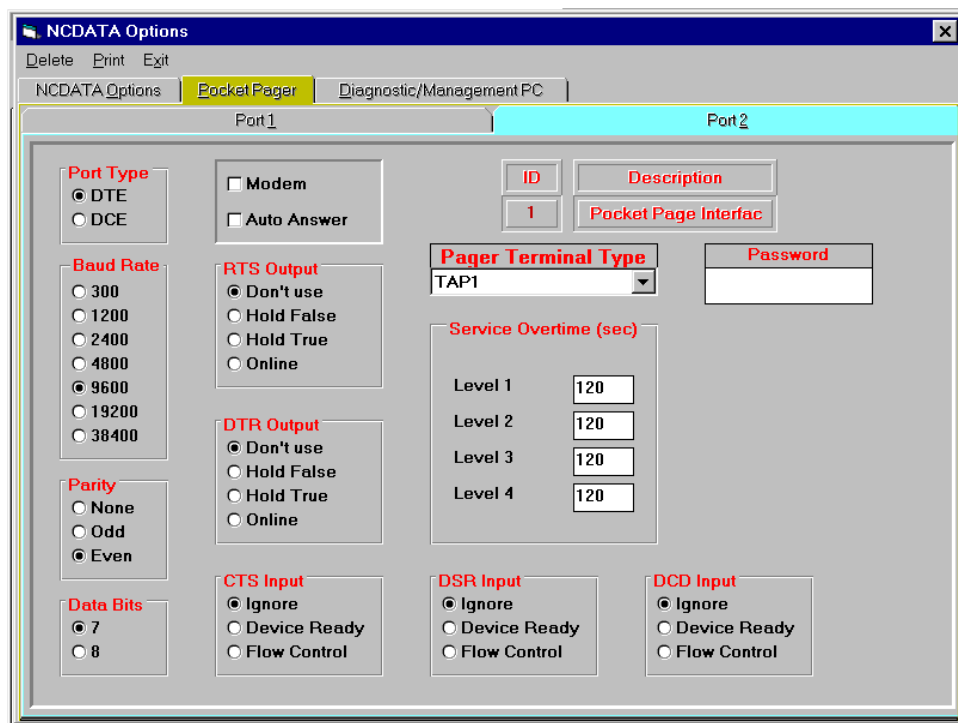 NCDATA Options
Delete Print Exit
NCDATA Options Pocket Pager Diagnostic/Management PC
Port 1 Port 2
Port Type
DTE
DCE
Modem
Auto Answer
ID Description
1 Pocket Page Interfac
Baud Rate
300
1200
2400
4800
9600
19200
38400
RTS Output
Don't use
Hold False
Hold True
Online
Pager Terminal Type
TAP1
Password
Service Overtime (sec)
Level 1 120
Level 2 120
Level 3 120
Level 4 120
DTR Output
Don't use
Hold False
Hold True
Online
Parity
None
Odd
Even
Data Bits
7
8
CTS Input
Ignore
Device Ready
Flow Control
DSR Input
Ignore
Device Ready
Flow Control
DCD Input
Ignore
Device Ready
Flow Control